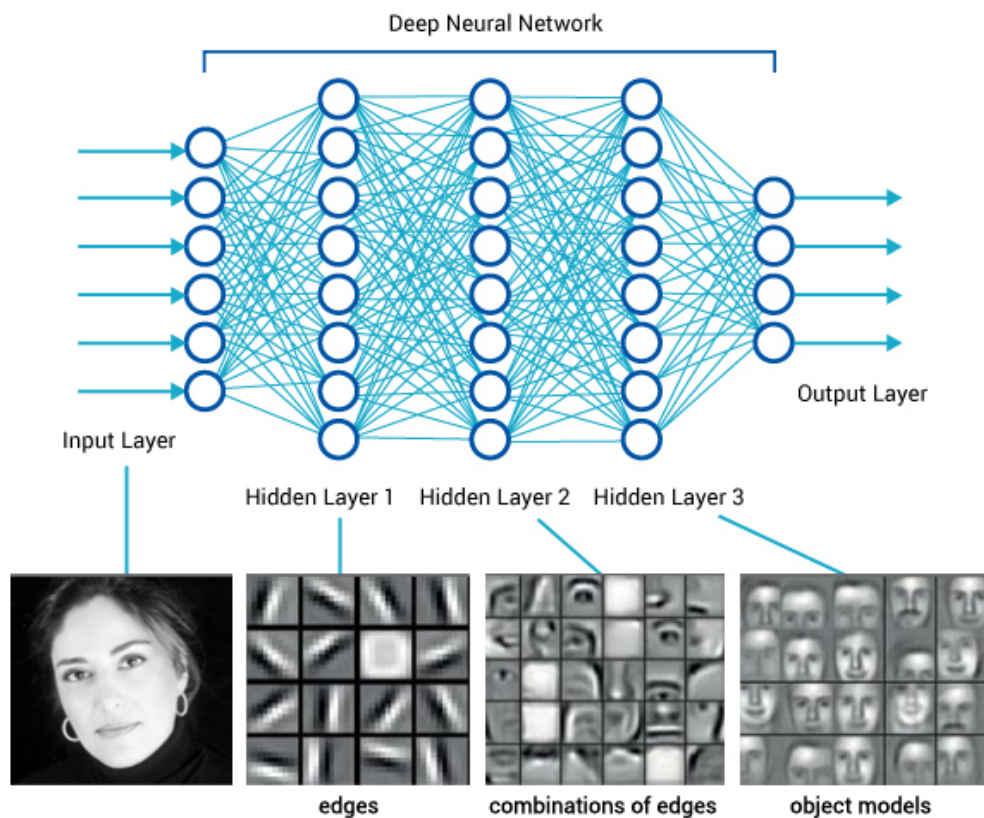 Deep Neural Network
Output Layer
Input Layer
Hidden Layer 1
Hidden Layer 2
Hidden Layer 3
edges
combinations of edges
object models